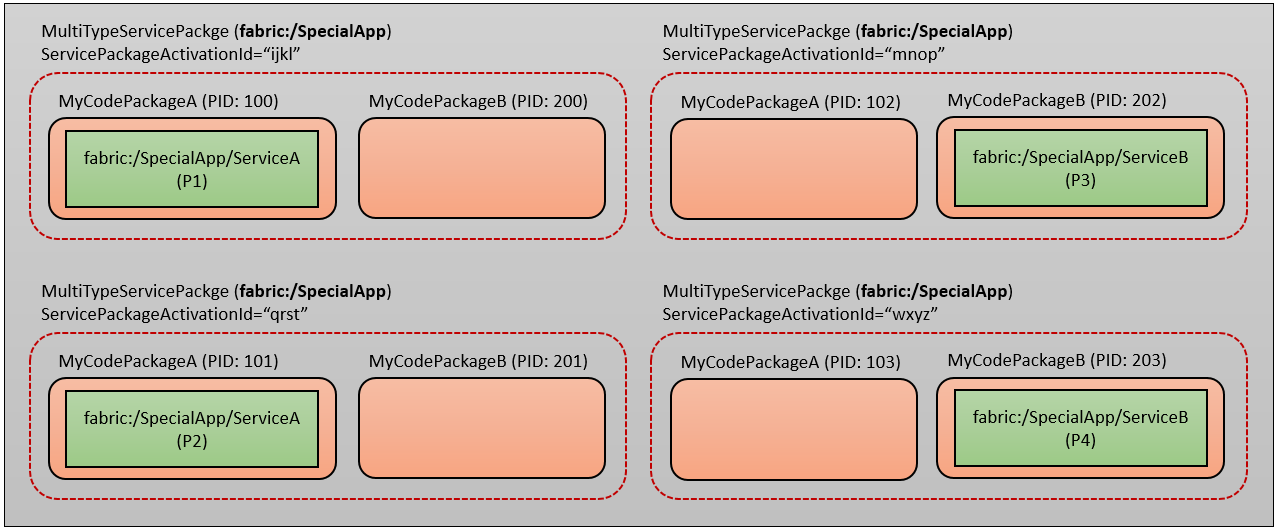 MultiTypeServicePackge (fabric:/SpecialApp)
ServicePackageActivationId=“ijkl”
MyCodePackageA (PID: 100)
MyCodePackageB (PID: 200)
fabric:/SpecialApp/ServiceA
(P1)
MultiTypeServicePackge (fabric:/SpecialApp)
ServicePackageActivationId=“mnop”
MyCodePackageA (PID: 102)
MyCodePackageB (PID: 202)
fabric:/SpecialApp/ServiceB
(P3)
MultiTypeServicePackge (fabric:/SpecialApp)
ServicePackageActivationId=“qrst”
MyCodePackageA (PID: 101)
MyCodePackageB (PID: 201)
fabric:/SpecialApp/ServiceA
(P2)
MultiTypeServicePackge (fabric:/SpecialApp)
ServicePackageActivationId=“wxyz”
MyCodePackageA (PID: 103)
MyCodePackageB (PID: 203)
fabric:/SpecialApp/ServiceB
(P4)